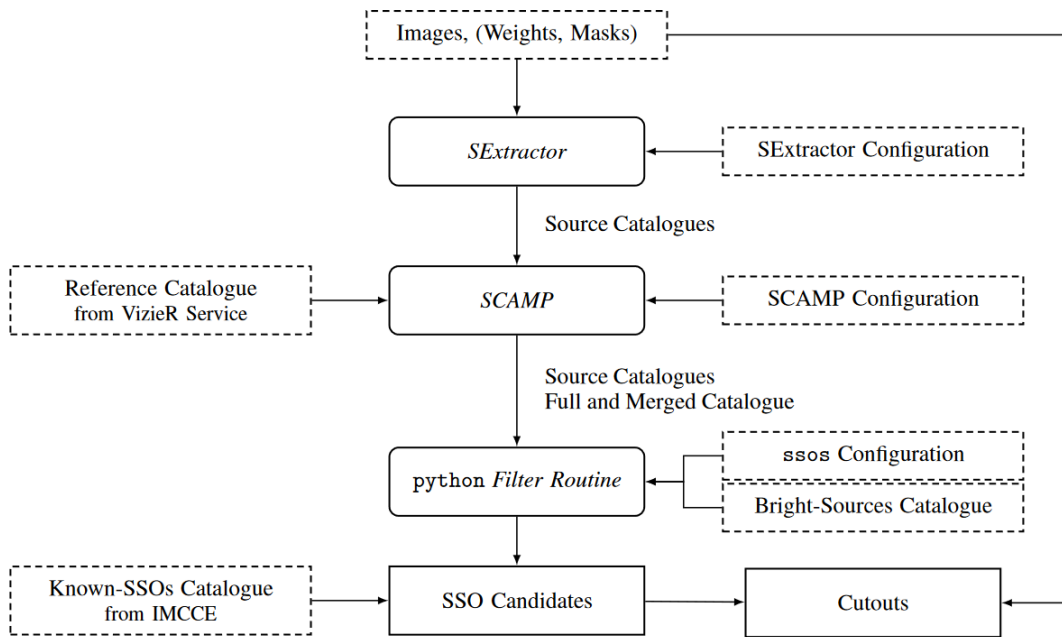 Images, (Weights, Masks)
SExtractor
SExtractor Configuration
Source Catalogues
Reference Catalogue
from VizieR Service
SCAMP
SCAMP Configuration
Source Catalogues
Full and Merged Catalogue
ssos Configuration
python Filter Routine
Bright-Sources Catalogue
Known-SSOs Catalogue
from IMCCE
SSO Candidates
Cutouts